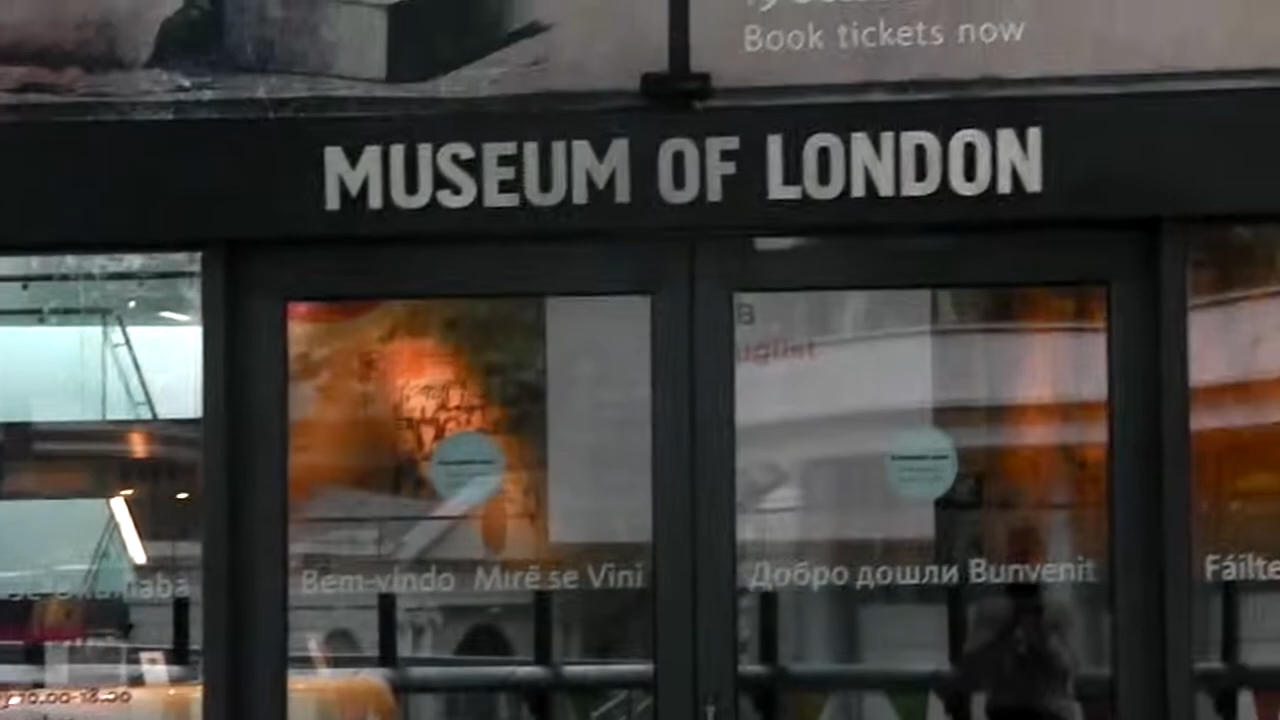 Book tickets now
MUSEUM OF LONDON
Bem-vindo Mirë se Vini Добро дошли Bunvenit Fáilte